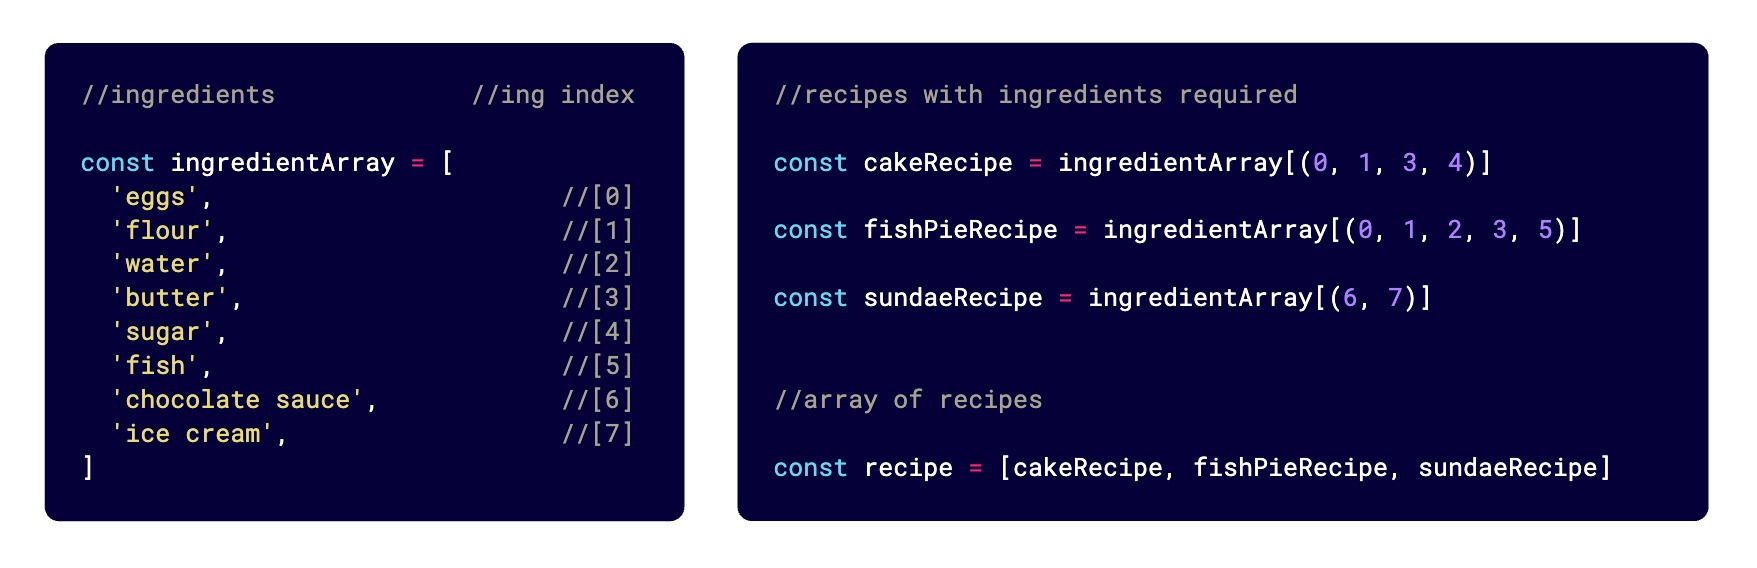 //ingredients //ing index
const ingredientArray = [
'eggs', //[0]
'flour', //[1]
'water', //[2]
'butter', //[3]
'sugar', //[4]
'fish', //[5]
'chocolate sauce', //[6]
'ice cream', //[7]
]
//recipes with ingredients required
const cakeRecipe = ingredientArray[(0, 1, 3, 4)]
const fishPieRecipe = ingredientArray[(0, 1, 2, 3, 5)]
const sundaeRecipe = ingredientArray[(6, 7)]
//array of recipes
const recipe = [cakeRecipe, fishPieRecipe, sundaeRecipe]